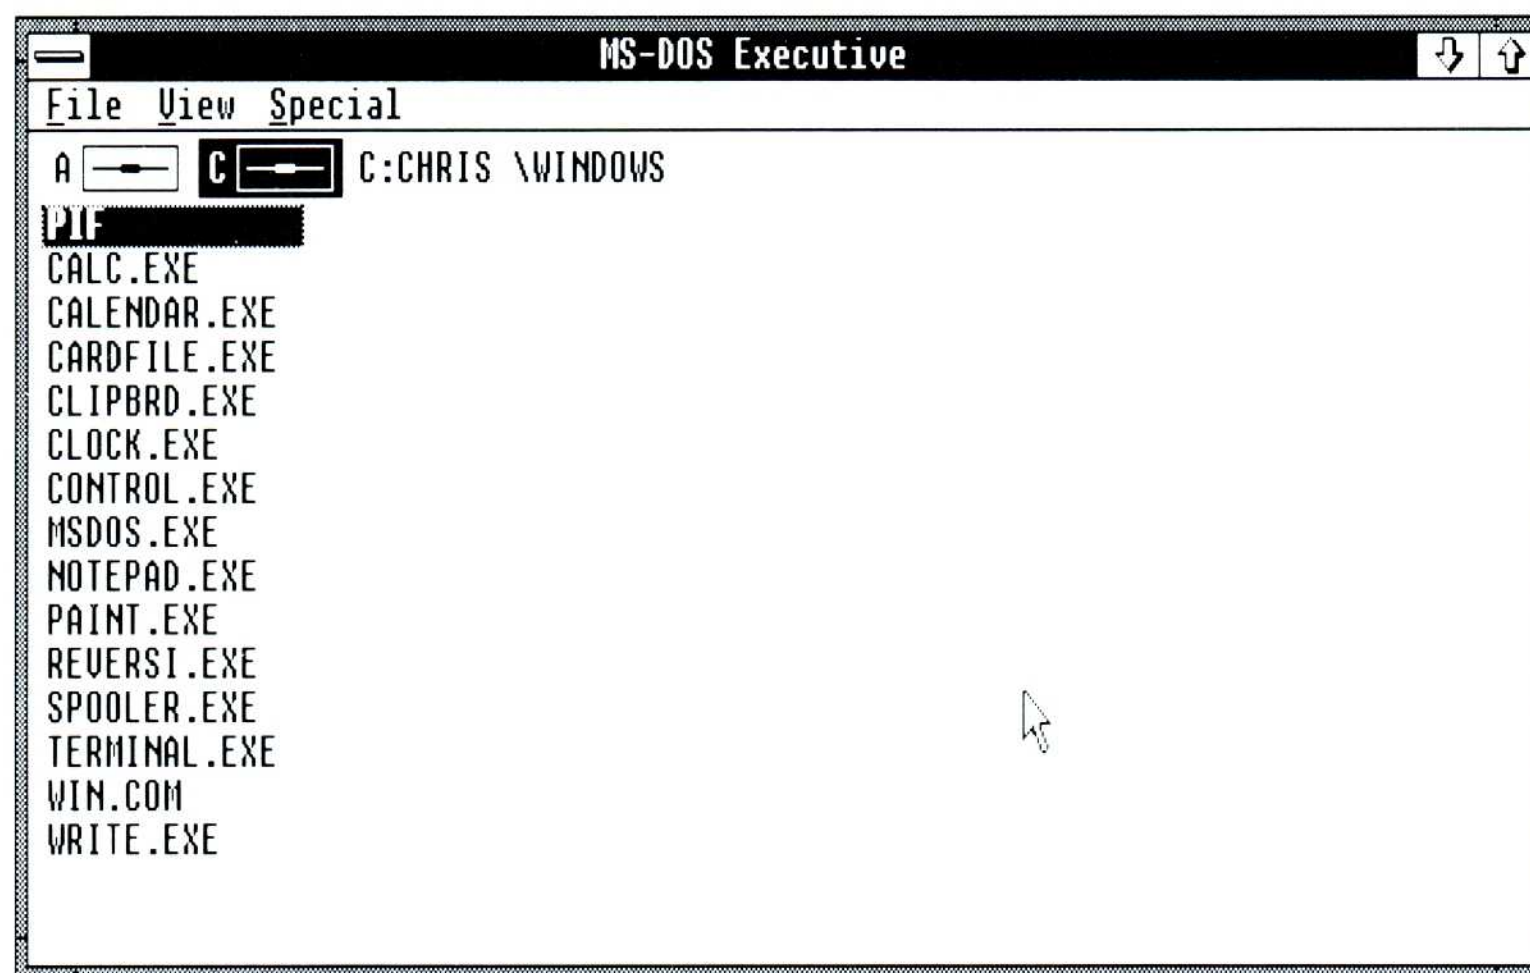 MS-DOS Executive
File View Special
A C C:CHRIS \WINDOWS
PIF
CALC.EXE
CALENDAR.EXE
CARDFILE.EXE
CLIPBRD.EXE
CLOCK.EXE
CONTROL.EXE
MSDOS.EXE
NOTEPAD.EXE
PAINT.EXE
REVERSI.EXE
SPOOLER.EXE
TERMINAL.EXE
WIN.COM
WRITE.EXE